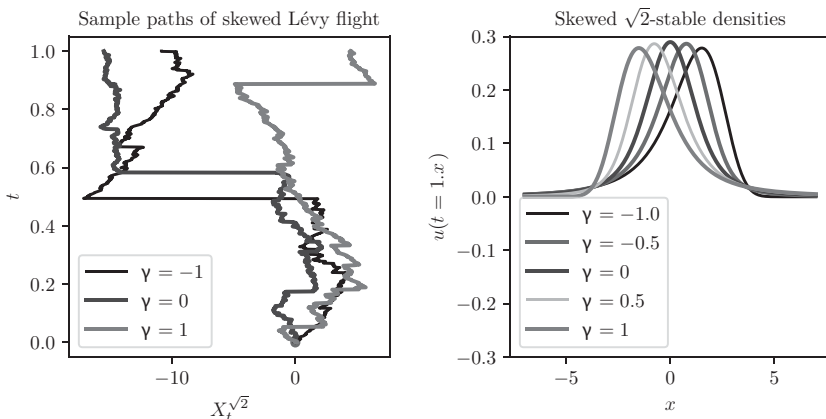 Sample paths of skewed Lévy flight
1.0
0.8
0.6
t
0.4
0.2
0.0
γ = −1
γ = 0
γ = 1
−10
0
X_t^{√2}
Skewed √2-stable densities
0.3
0.2
0.1
u(t = 1.x)
0.0
−0.1
−0.2
−0.3
γ = −1.0
γ = −0.5
γ = 0
γ = 0.5
γ = 1
−5
0
5
x